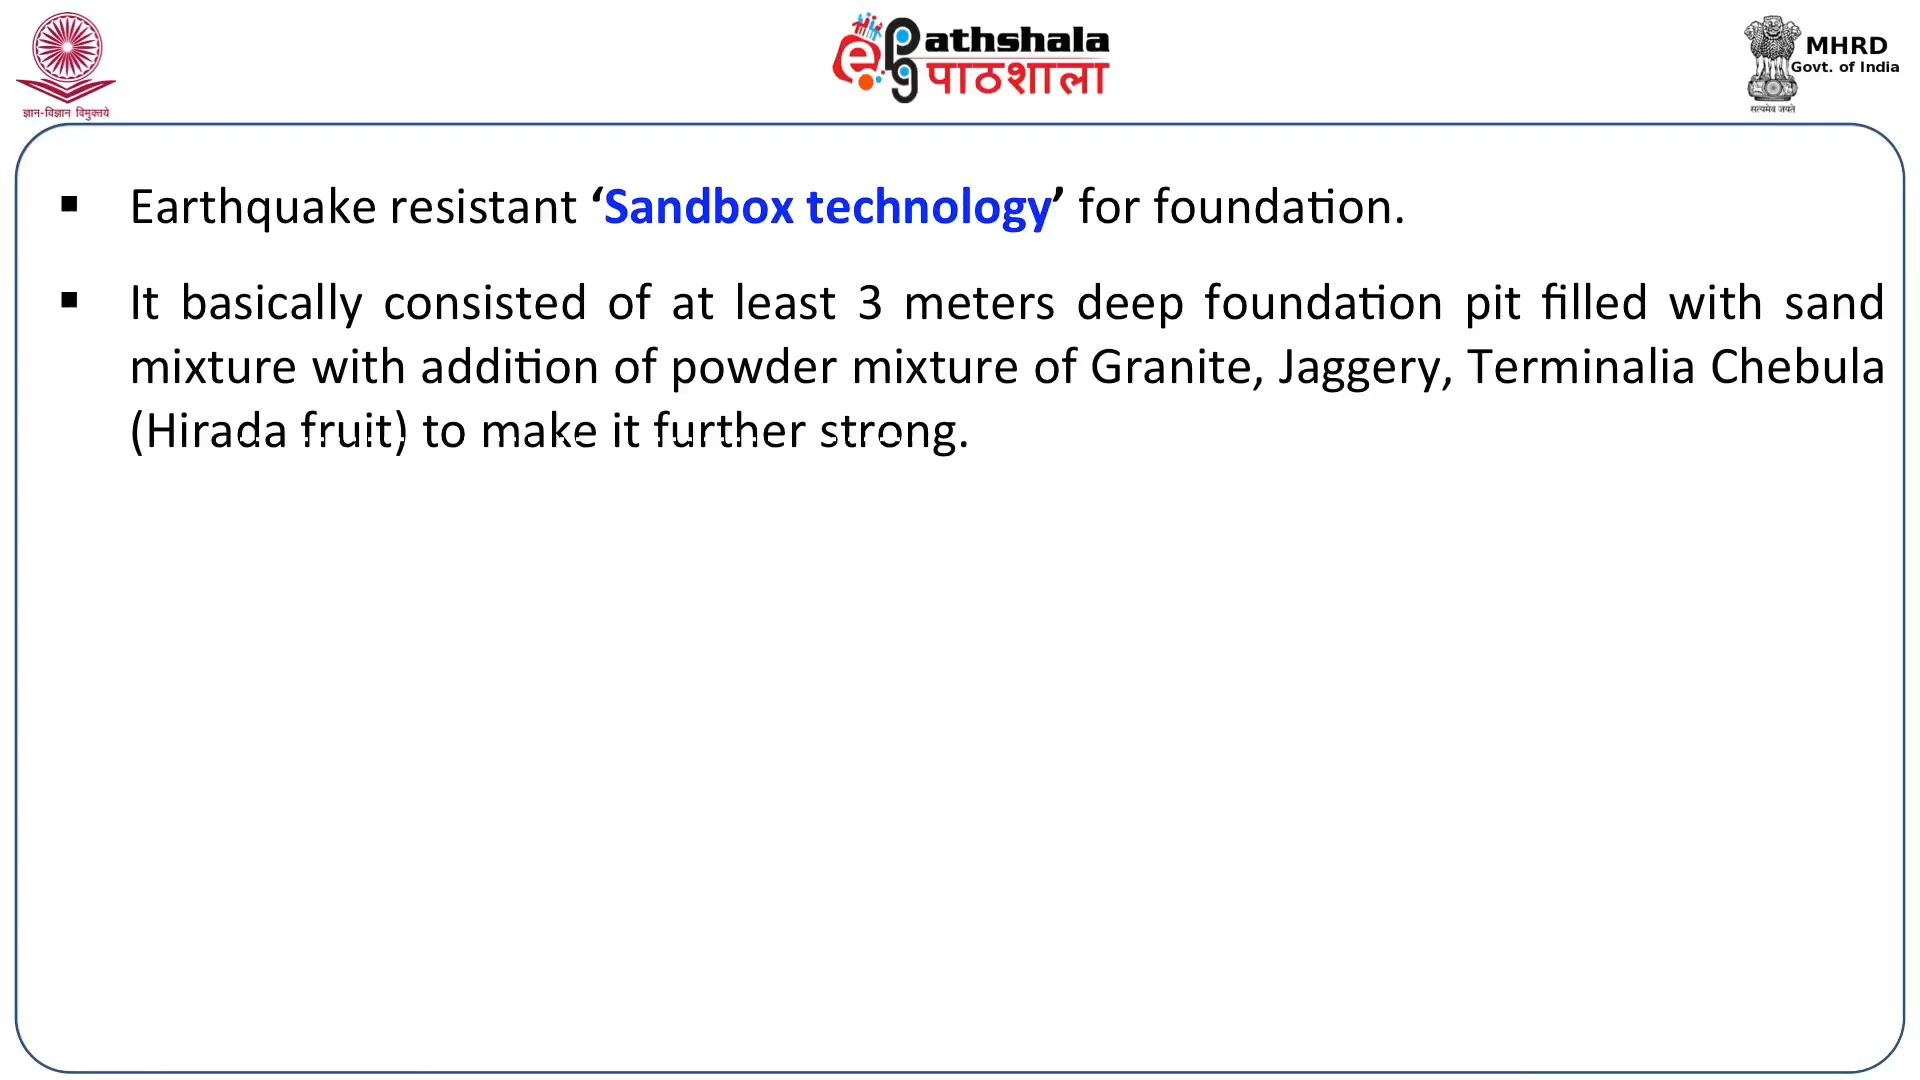 ज्ञान-विज्ञान विमुक्तये
e PG Pathshala
पाठशाला
MHRD
Govt. of India
सत्यमेव जयते
▪ Earthquake resistant ‘Sandbox technology’ for foundation.
▪ It basically consisted of at least 3 meters deep foundation pit filled with sand
mixture with addition of powder mixture of Granite, Jaggery, Terminalia Chebula
(Hirada fruit) to make it further strong.